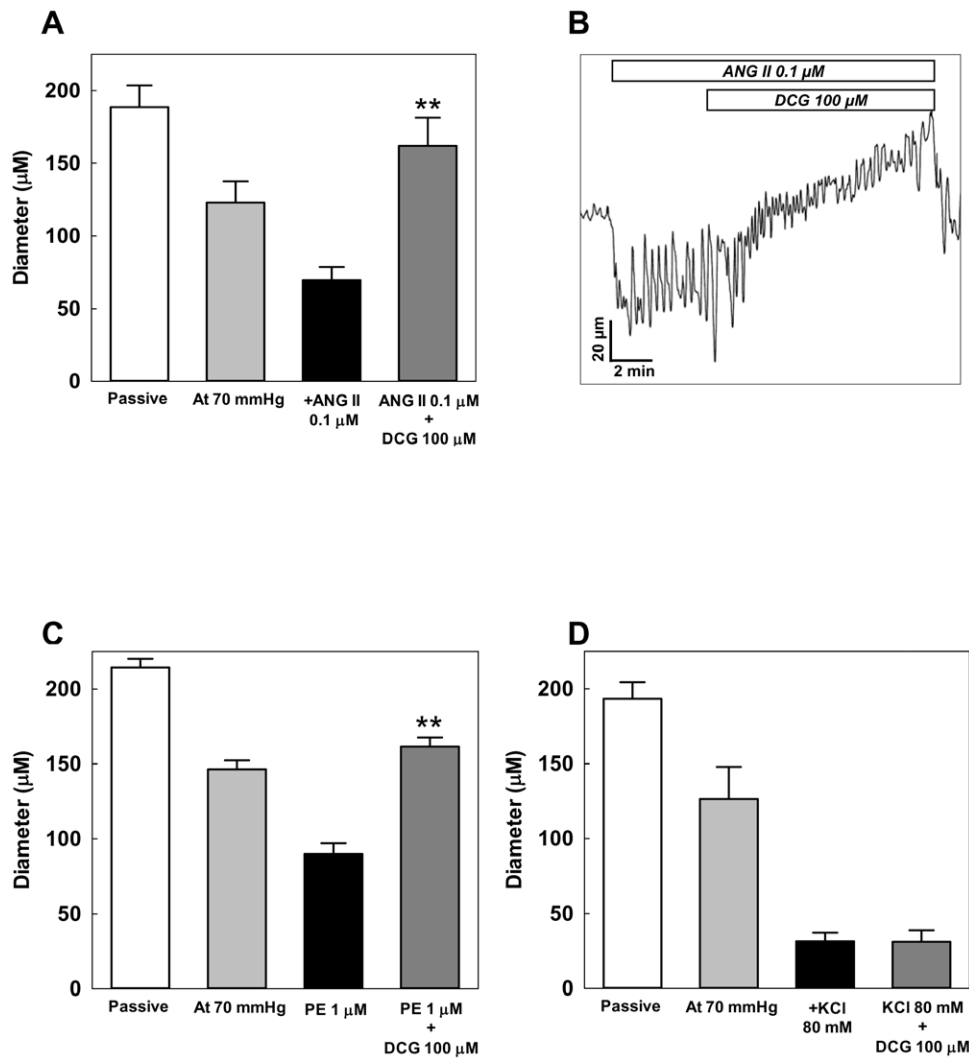 A
Diameter (μM)
200
150
100
50
0
**
Passive
At 70 mmHg
+ANG II
0.1 μM
ANG II 0.1 μM
+
DCG 100 μM
B
ANG II 0.1 μM
DCG 100 μM
20 μm
2 min
C
Diameter (μM)
200
150
100
50
0
**
Passive
At 70 mmHg
PE 1 μM
PE 1 μM
+
DCG 100 μM
D
Diameter (μM)
200
150
100
50
0
Passive
At 70 mmHg
+KCl
80 mM
KCl 80 mM
+
DCG 100 μM